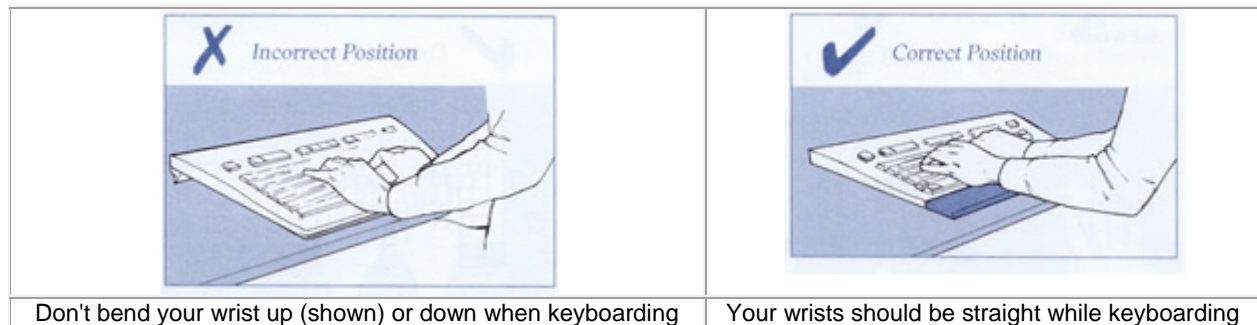 Incorrect Position
Correct Position
Don't bend your wrist up (shown) or down when keyboarding
Your wrists should be straight while keyboarding